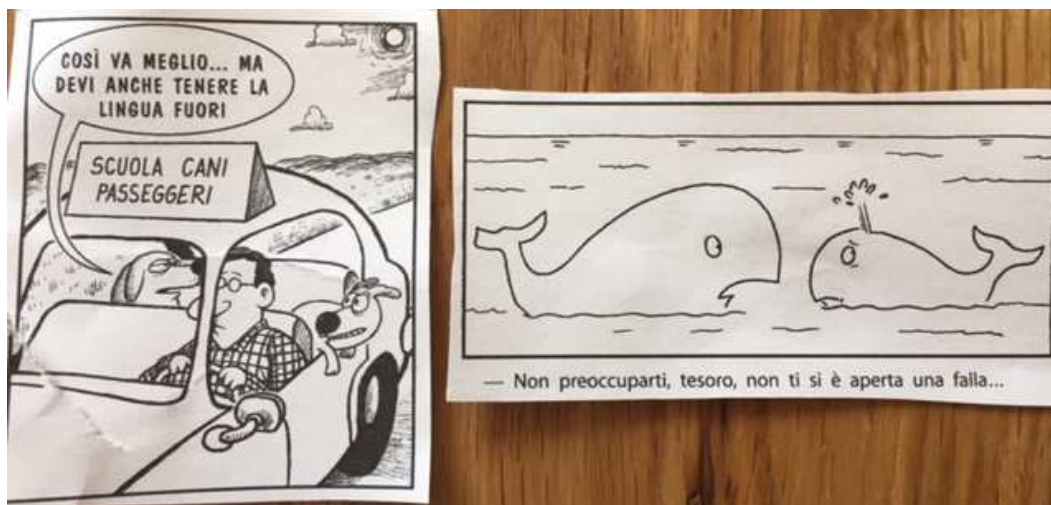 COSÌ VA MEGLIO... MA
DEVI ANCHE TENERE LA
LINGUA FUORI
SCUOLA CANI
PASSEGGERI
— Non preoccuparti, tesoro, non ti si è aperta una falla...